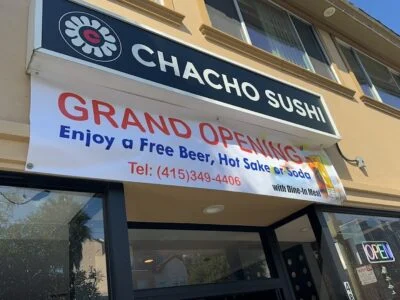 C
CHACHO SUSHI
GRAND OPENING
Enjoy a Free Beer, Hot Sake or Soda
Tel: (415)349-4406
with Dine-In Meal
OPEN